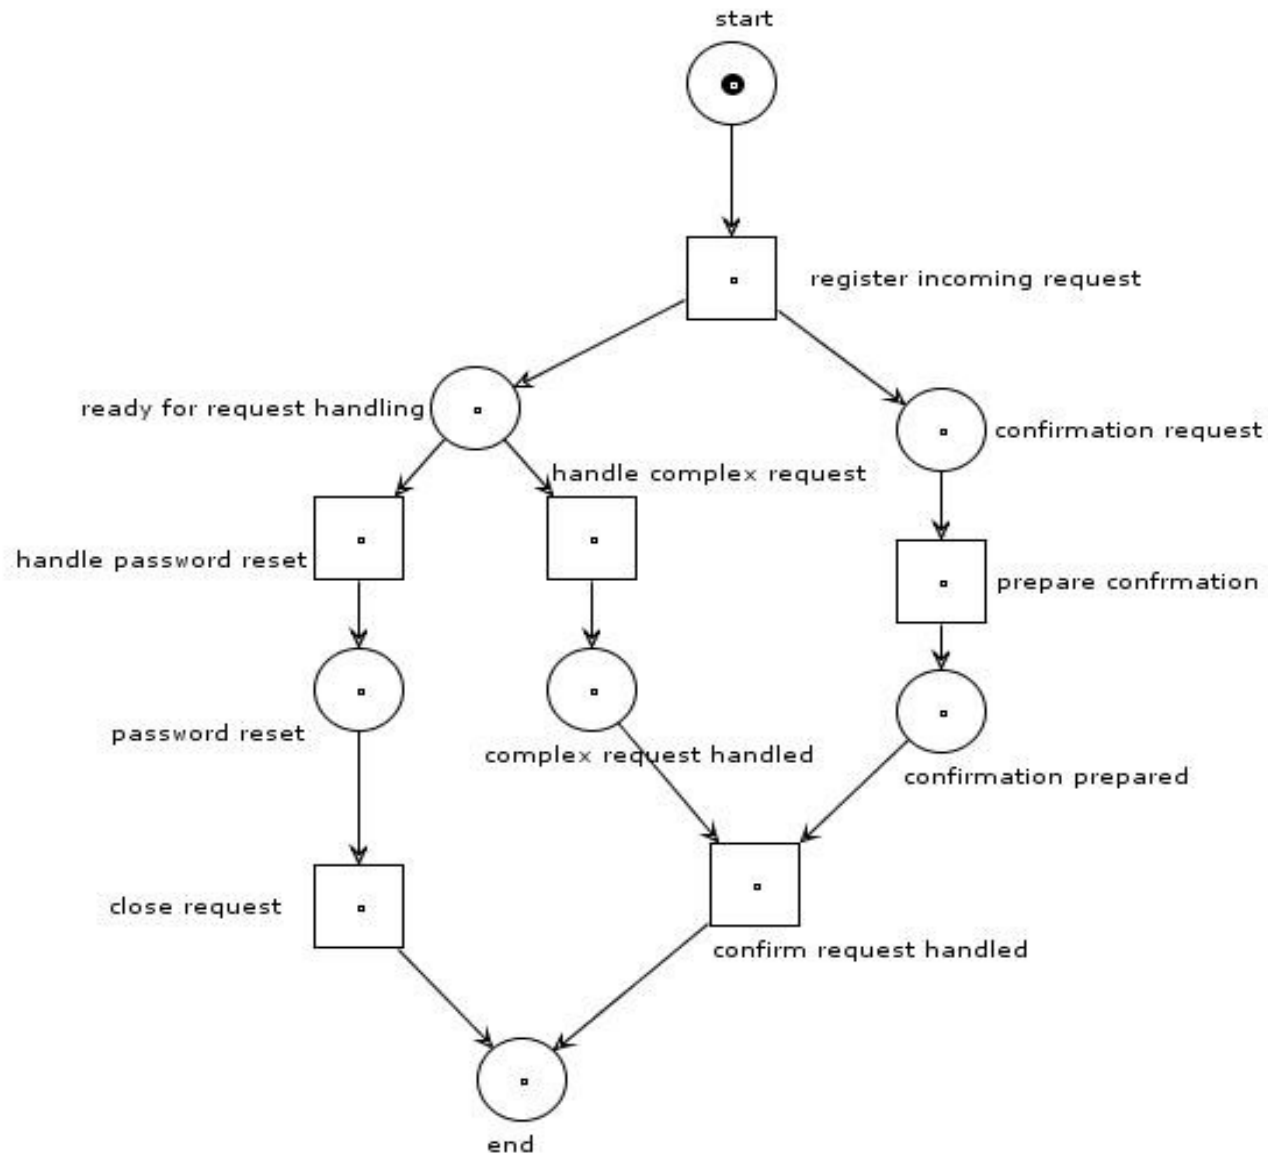 start
register incoming request
ready for request handling
confirmation request
handle complex request
handle password reset
prepare confrmation
password reset
complex request handled
confirmation prepared
close request
confirm request handled
end